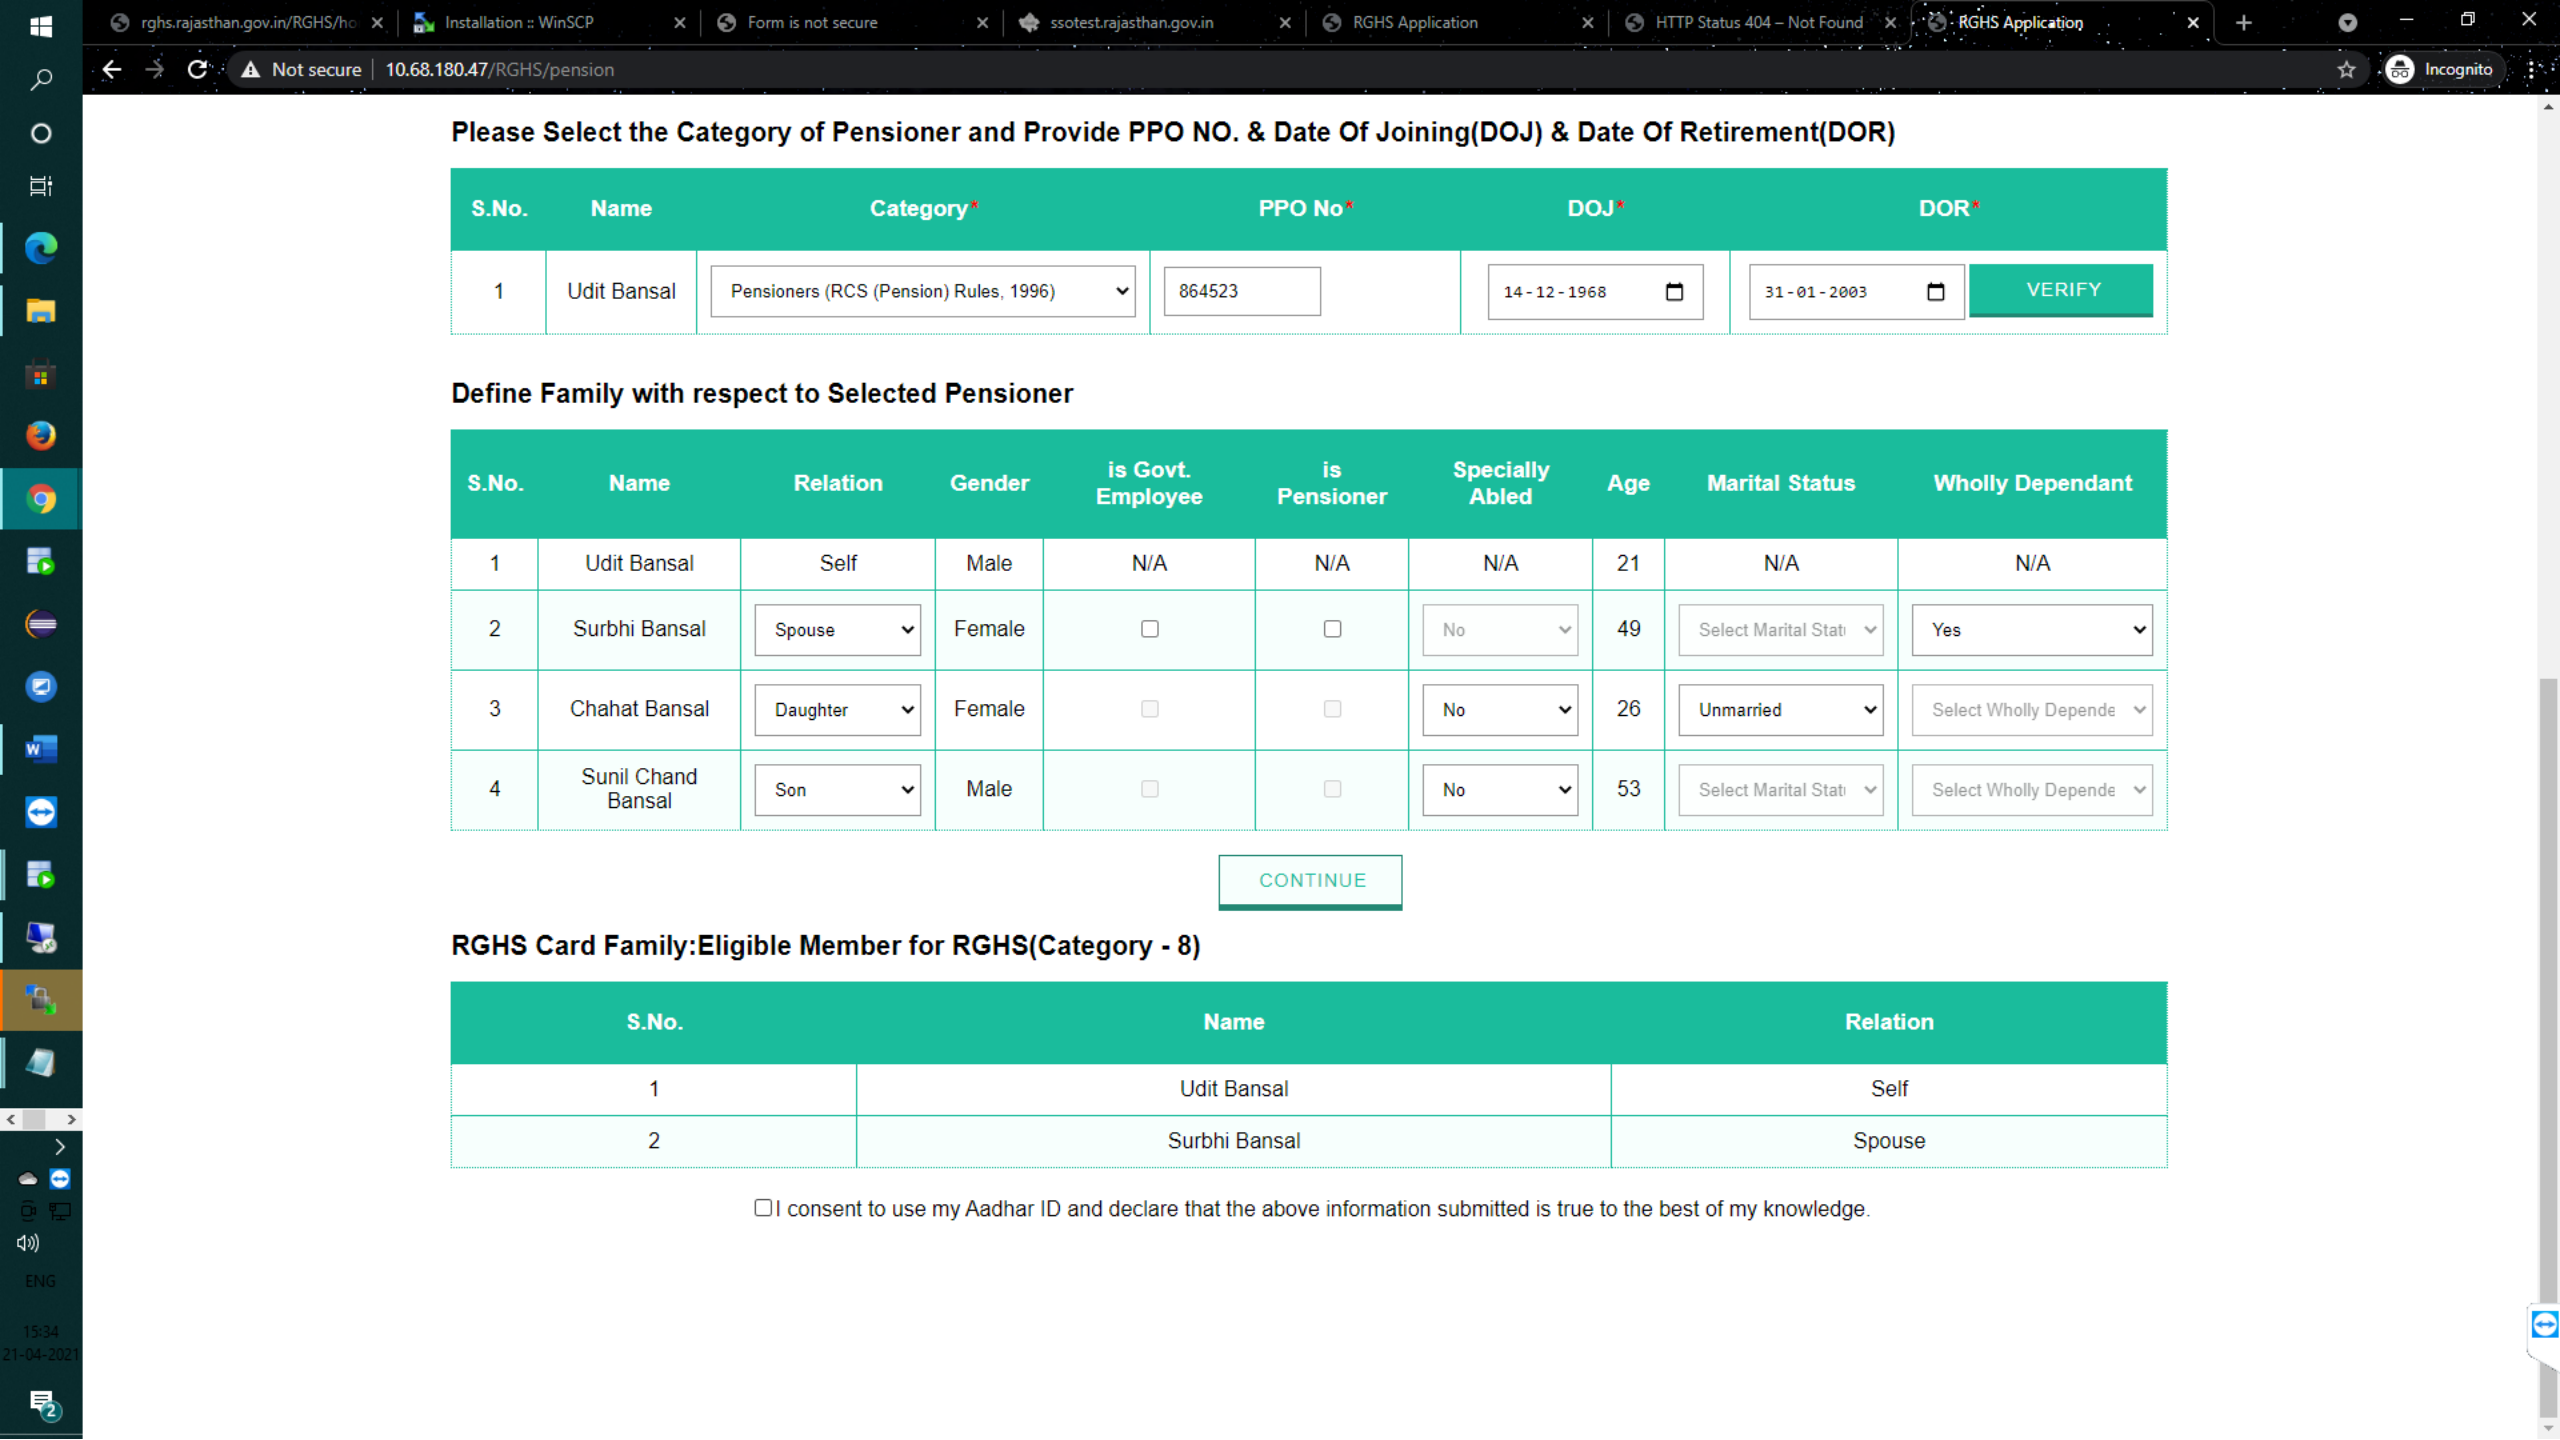 rghs.rajasthan.gov.in/RGHS/ho
Installation :: WinSCP
Form is not secure
ssotest.rajasthan.gov.in
RGHS Application
HTTP Status 404 – Not Found
RGHS Application
Not secure
10.68.180.47/RGHS/pension
Incognito
Please Select the Category of Pensioner and Provide PPO NO. & Date Of Joining(DOJ) & Date Of Retirement(DOR)
S.No. Name Category* PPO No* DOJ* DOR*
1 Udit Bansal Pensioners (RCS (Pension) Rules, 1996) 864523 14-12-1968 31-01-2003 VERIFY
Define Family with respect to Selected Pensioner
S.No. Name Relation Gender is Govt. Employee is Pensioner Specially Abled Age Marital Status Wholly Dependant
1 Udit Bansal Self Male N/A N/A N/A 21 N/A N/A
2 Surbhi Bansal Spouse Female No 49 Select Marital Stat Yes
3 Chahat Bansal Daughter Female No 26 Unmarried Select Wholly Depende
4 Sunil Chand Bansal Son Male No 53 Select Marital Stat Select Wholly Depende
CONTINUE
RGHS Card Family:Eligible Member for RGHS(Category - 8)
S.No. Name Relation
1 Udit Bansal Self
2 Surbhi Bansal Spouse
I consent to use my Aadhar ID and declare that the above information submitted is true to the best of my knowledge.
ENG
15:34
21-04-2021
2